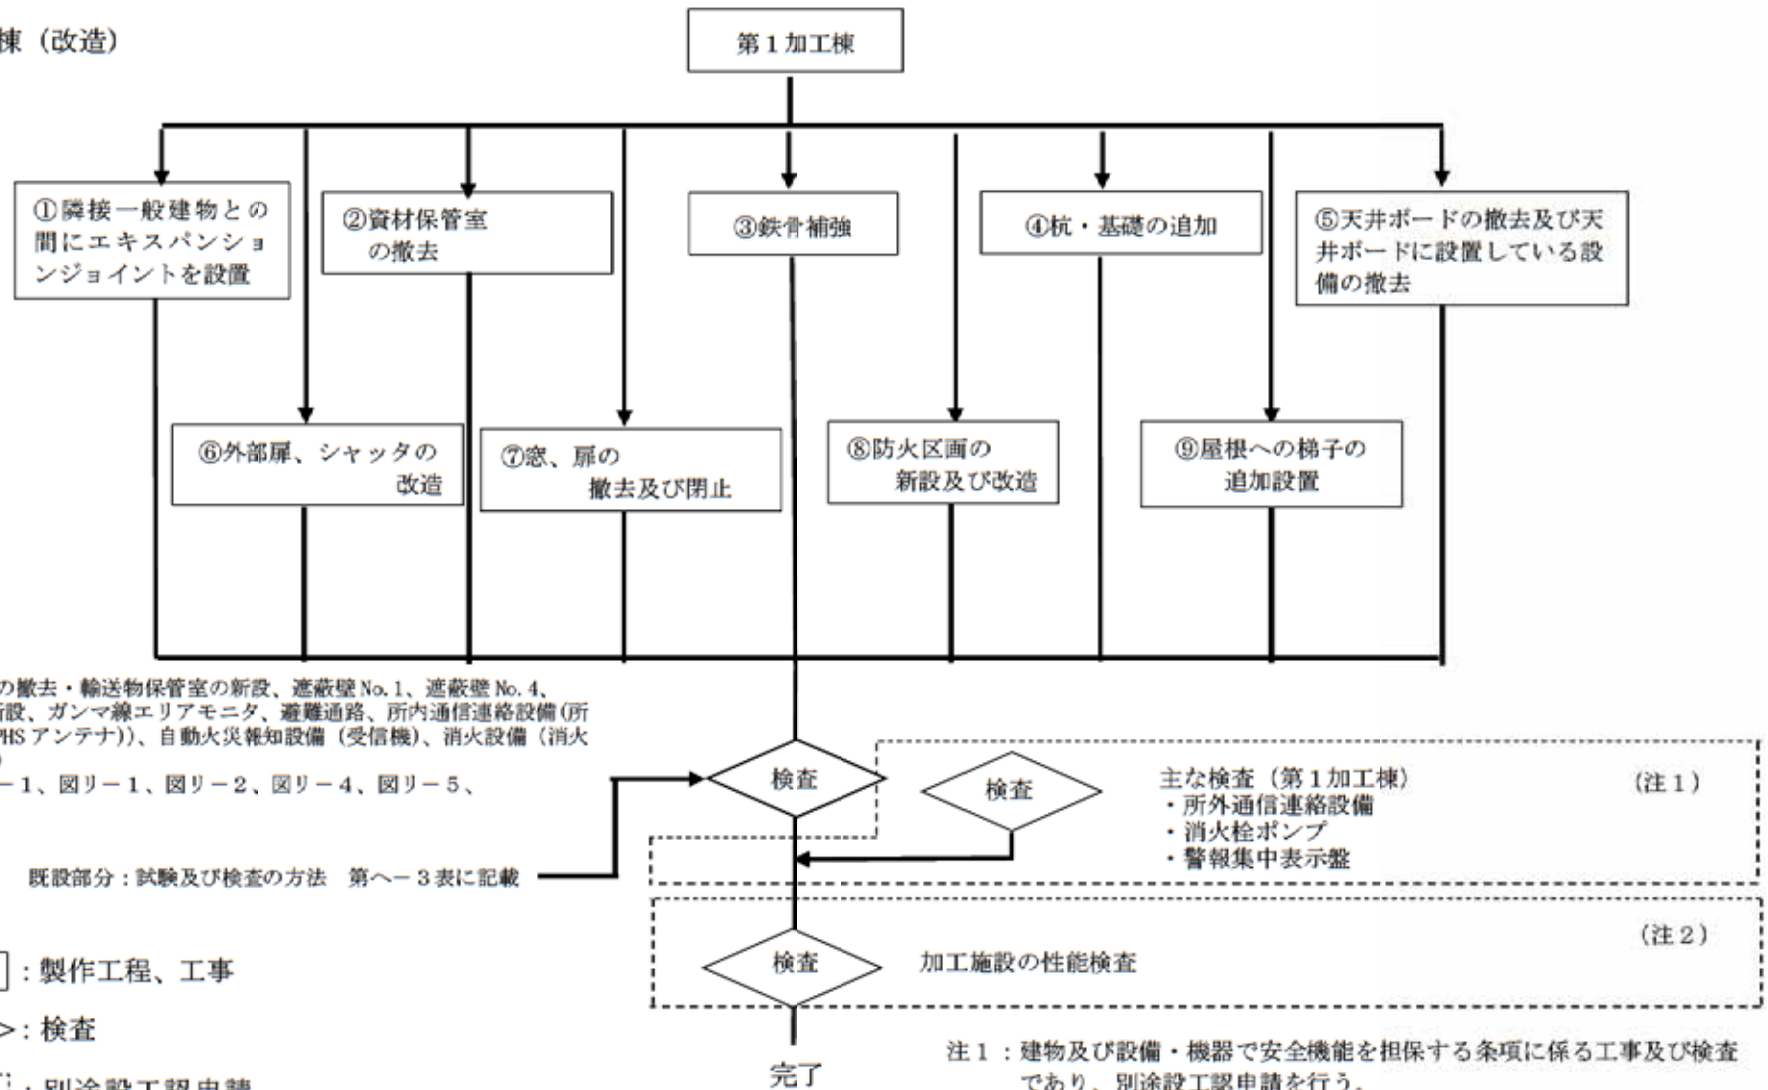 棟（改造）
第１加工棟
①隣接一般建物との
間にエキスパンショ
ンジョイントを設置
②資材保管室
の撤去
③鉄骨補強
④杭・基礎の追加
⑤天井ボードの撤去及び天
井ボードに設置している設
備の撤去
⑥外部扉、シャッタの
改造
⑦窓、扉の
撤去及び閉止
⑧防火区画の
新設及び改造
⑨屋根への梯子の
追加設置
の撤去・輸送物保管室の新設、遮蔽壁 No.1、遮蔽壁 No.4、
設、ガンマ線エリアモニタ、避難通路、所内通信連絡設備(所
PHS アンテナ))、自動火災報知設備（受信機)、消火設備（消火
)
－１、図リ－１、図リ－２、図リ－４、図リ－５、
検査
検査
主な検査（第１加工棟）
・所外通信連絡設備
・消火栓ポンプ
・警報集中表示盤
（注１）
既設部分：試験及び検査の方法　第へ－３表に記載
検査
加工施設の性能検査
（注２）
：製作工程、工事
：検査
：別途設工認申請
完了
注１：建物及び設備・機器で安全機能を担保する条項に係る工事及び検査
であり、別途設工認申請を行う。